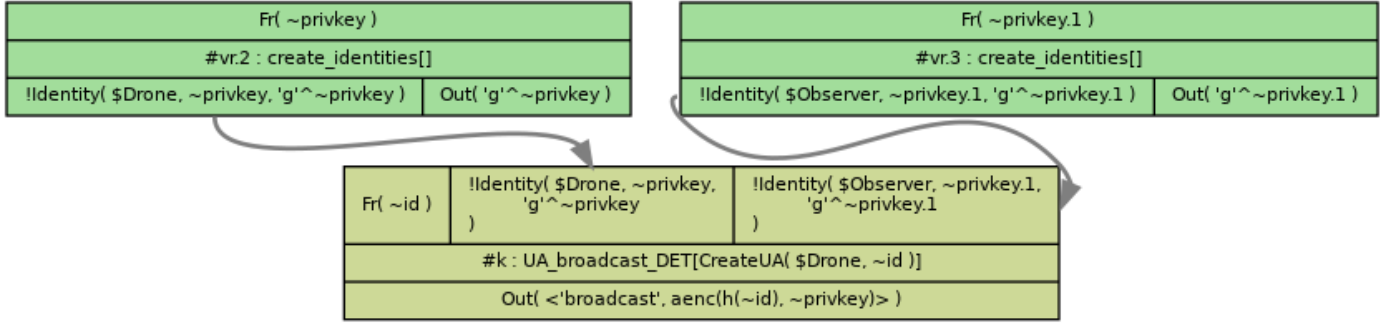 Fr( ~privkey )
#vr.2 : create_identities[]
!Identity( $Drone, ~privkey, 'g'^~privkey )
Out( 'g'^~privkey )
Fr( ~privkey.1 )
#vr.3 : create_identities[]
!Identity( $Observer, ~privkey.1, 'g'^~privkey.1 )
Out( 'g'^~privkey.1 )
Fr( ~id )
!Identity( $Drone, ~privkey,
'g'^~privkey
)
!Identity( $Observer, ~privkey.1,
'g'^~privkey.1
)
#k : UA_broadcast_DET[CreateUA( $Drone, ~id )]
Out( <'broadcast', aenc(h(~id), ~privkey)> )